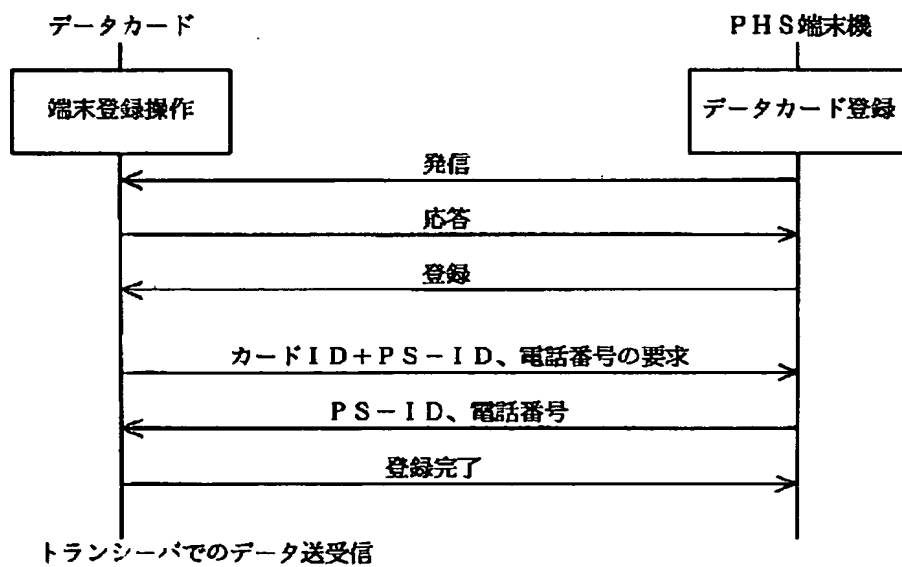 データカード
PHS端末機
端末登録操作
データカード登録
発信
応答
登録
カードID+PS-ID、電話番号の要求
PS-ID、電話番号
登録完了
トランシーバでのデータ送受信